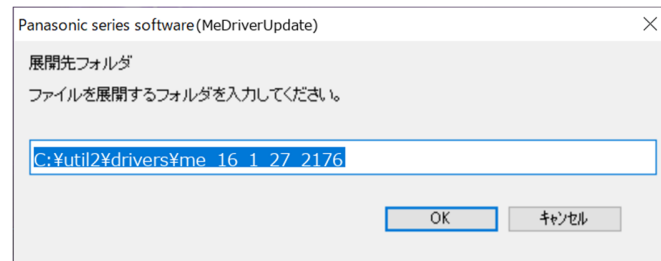 Panasonic series software(MeDriverUpdate)
展開先フォルダ
ファイルを展開するフォルダを入力してください。
C:¥util2¥drivers¥me_16_1_27_2176
OK キャンセル